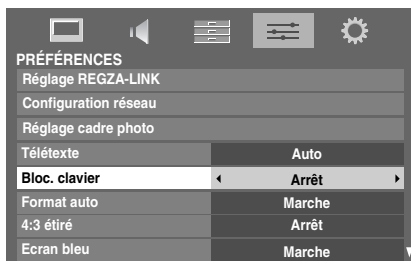 PRÉFÉRENCES
Réglage REGZA-LINK
Configuration réseau
Réglage cadre photo
Télétexte Auto
Bloc. clavier Arrêt
Format auto Marche
4:3 étiré Arrêt
Ecran bleu Marche